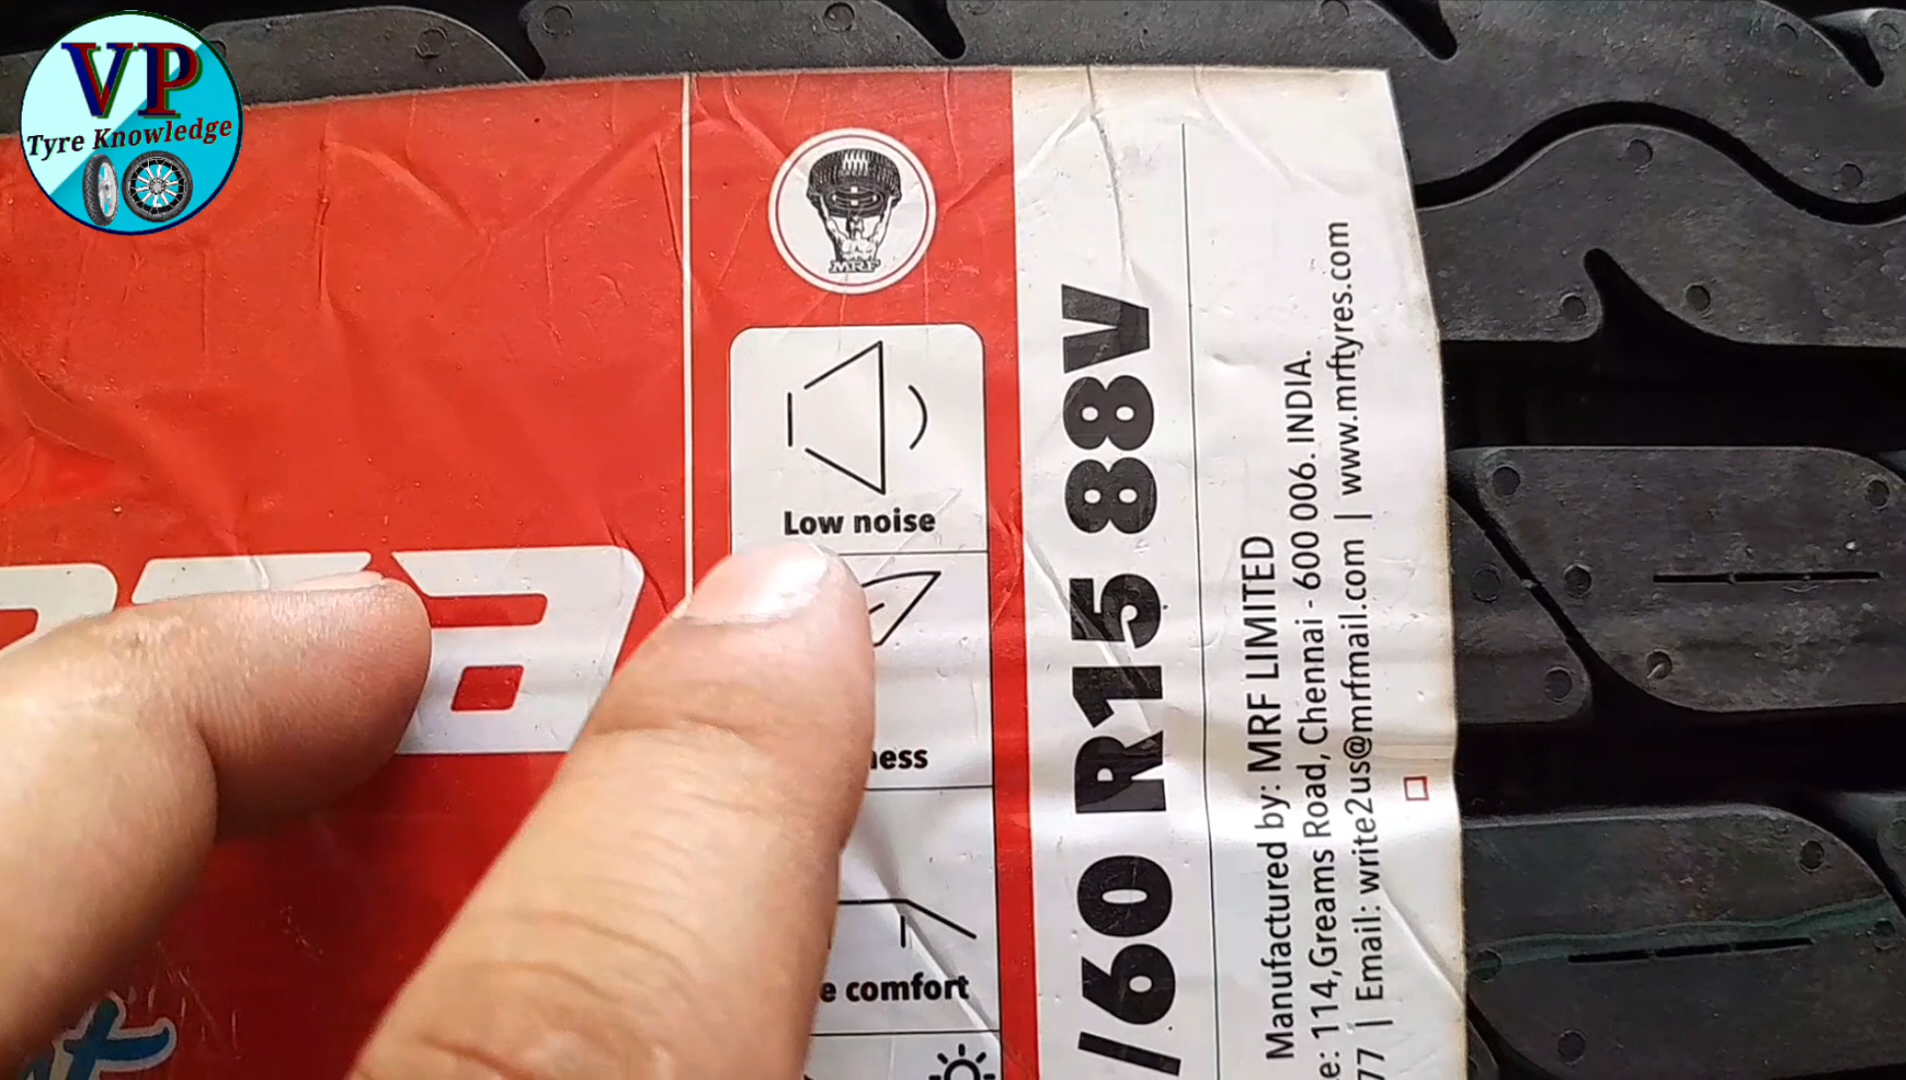 VP
Tyre Knowledge
MRF
Low noise
comfort
/60 R15 88V
Manufactured by: MRF LIMITED
114, Greams Road, Chennai - 600 006. INDIA.
77 | Email: write2us@mrfmail.com | www.mrftyres.com